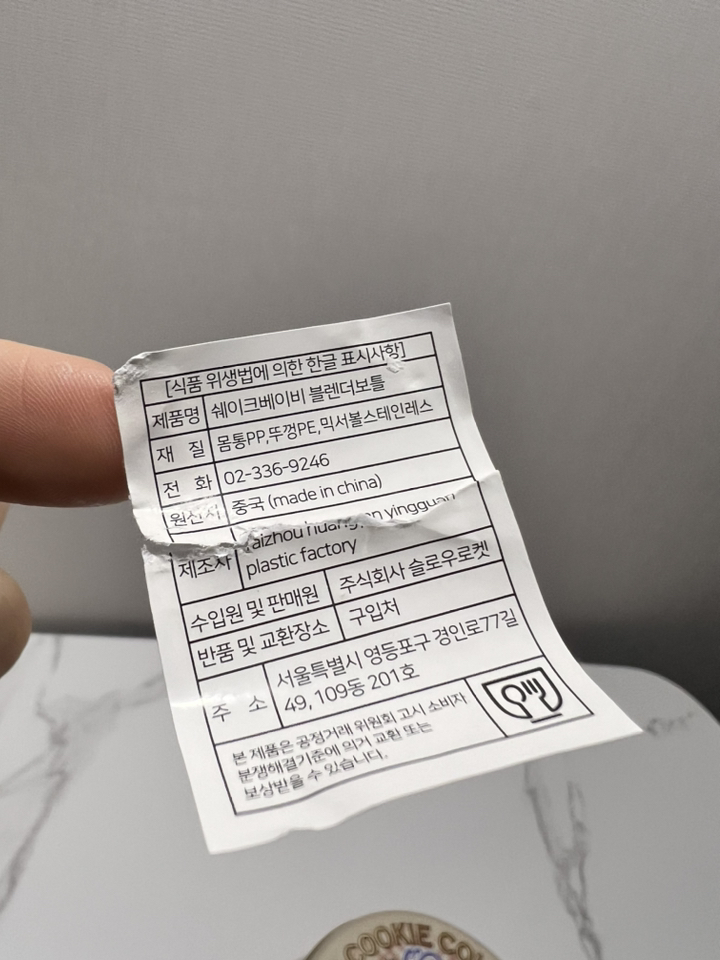 [식품 위생법에 의한 한글 표시사항]
제품명 쉐이크베이비 블렌더보틀
재 질 몸통PP,뚜껑PE,믹서볼스테인레스
전 화 02-336-9246
원산지 중국 (made in china)
제조자 yingguan
plastic factory
수입원 및 판매원 주식회사 슬로우로켓
반품 및 교환장소 구입처
주 소 서울특별시 영등포구 경인로77길
49, 109동 201호
본 제품은 공정거래 위원회 고시 소비자
분쟁해결기준에 의거 교환 또는
보상받을 수 있습니다.
COOKIE